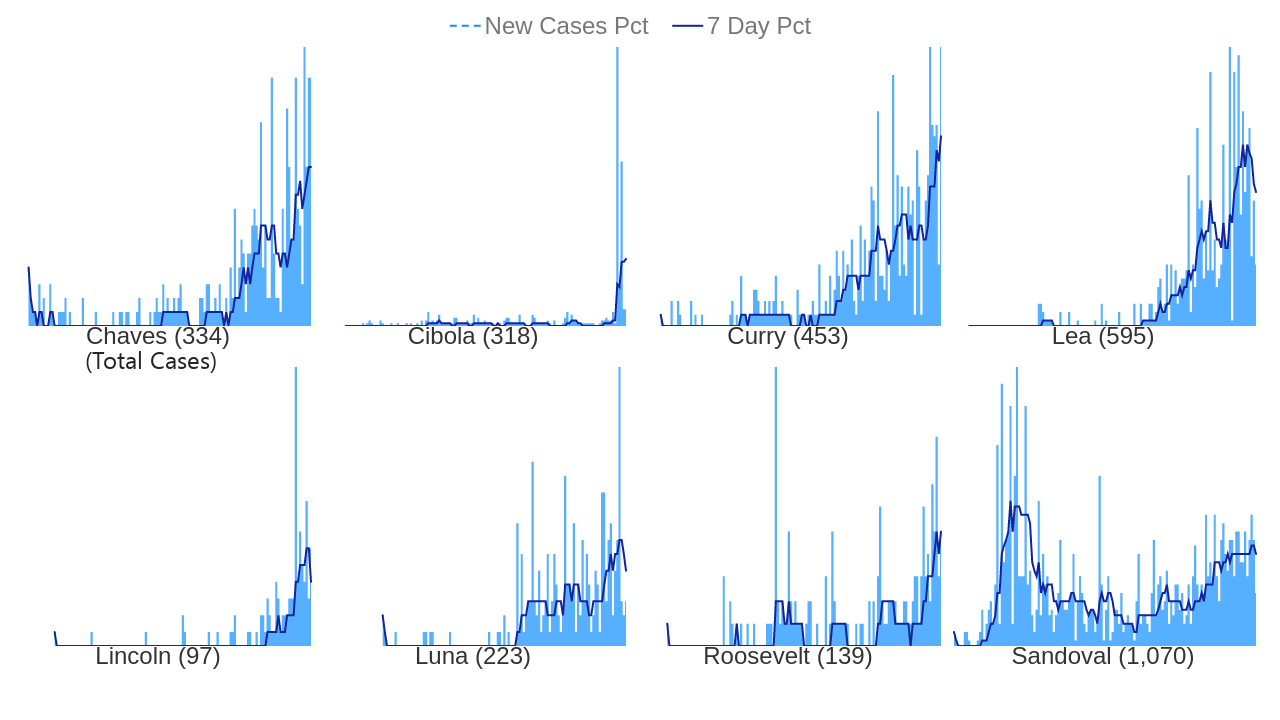 New Cases Pct 7 Day Pct
Chaves (334) Cibola (318) Curry (453) Lea (595)
(Total Cases)
Lincoln (97) Luna (223) Roosevelt (139) Sandoval (1,070)